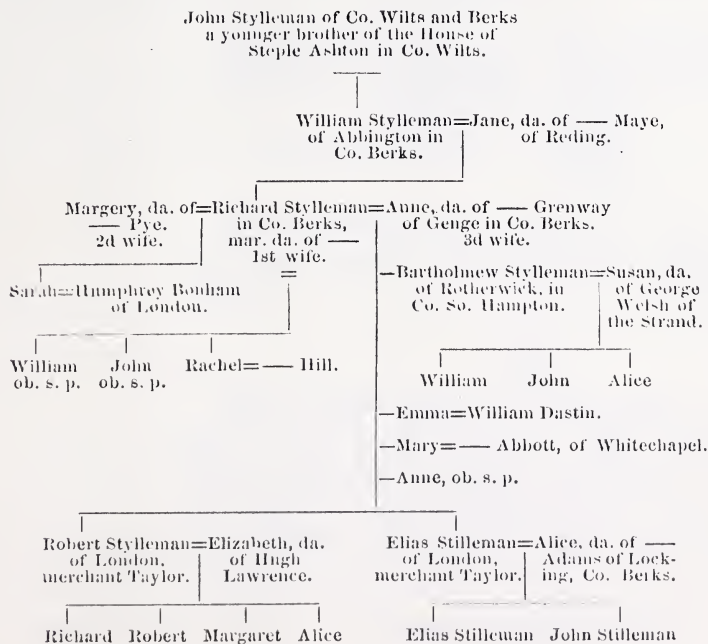 John Stylleman of Co. Wilts and Berks
a younger brother of the House of
Steple Ashton in Co. Wilts.
William Stylleman=Jane, da. of — Maye,
of Abbington in
Co. Berks.
of Reding.
Margery, da. of=Richard Stylleman=Anne, da. of — Grenway
— Pye.
2d wife.
in Co. Berks,
mar. da. of —
1st wife.
=
of Genge in Co. Berks.
3d wife.
Sarah=Humphrey Bonham
of London.
William
ob. s. p.
John
ob. s. p.
Rachel= — Hill.
—Bartholmew Stylleman=Susan, da.
of Rotherwick, in
Co. So. Hampton.
of George
Welsh of
the Strand.
William John Alice
—Emma=William Dastin.
—Mary= — Abbott, of Whitechapel.
—Anne, ob. s. p.
Robert Stylleman=Elizabeth, da.
of London,
merchant Taylor.
of Hugh
Lawrence.
Richard Robert Margaret Alice
Elias Stilleman=Alice, da. of —
of London,
merchant Taylor.
Adams of Lock-
ing, Co. Berks.
Elias Stilleman John Stilleman